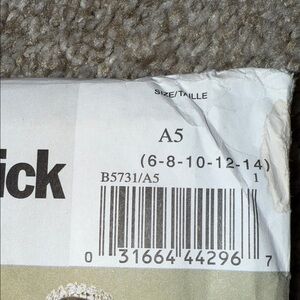 SIZE/TAILLE
A5
(6-8-10-12-14)
ick
B5731/A5 1
0 31664 44296 7